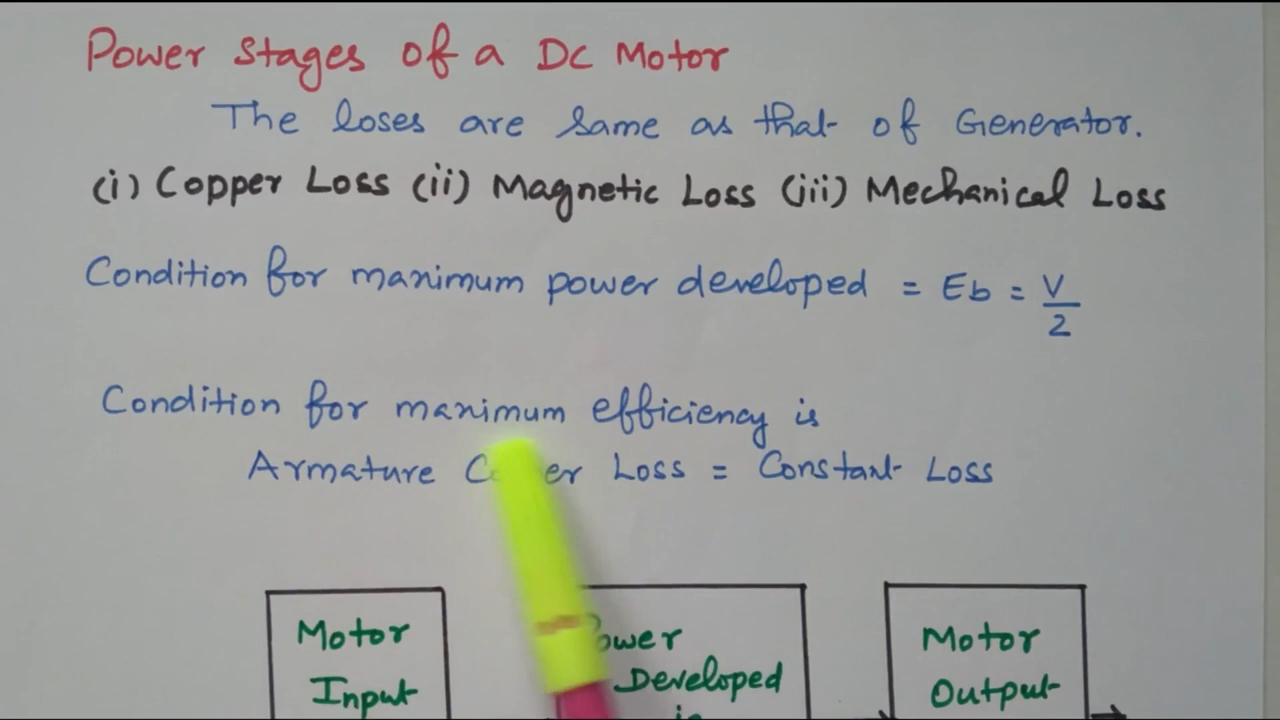 Power Stages of a DC Motor
The loses are same as that of Generator.
(i) Copper Loss (ii) Magnetic Loss (iii) Mechanical Loss
Condition for maximum power developed = Eb = V/2
Condition for maximum efficiency is
Armature Loss = Constant Loss
Motor
Input
Power
Developed
in
Motor
Output